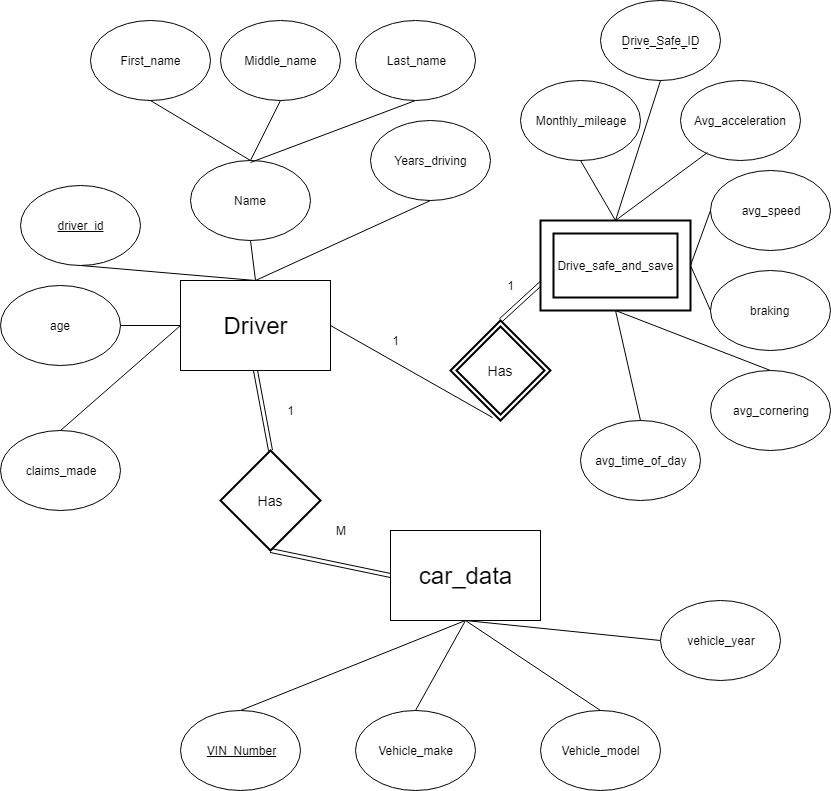 First_name
Middle_name
Last_name
Drive_Safe_ID
Monthly_mileage
Avg_acceleration
Years_driving
Name
driver_id
avg_speed
Drive_safe_and_save
1
age
Driver
1
braking
Has
1
avg_cornering
claims_made
avg_time_of_day
Has
M
car_data
vehicle_year
VIN_Number
Vehicle_make
Vehicle_model